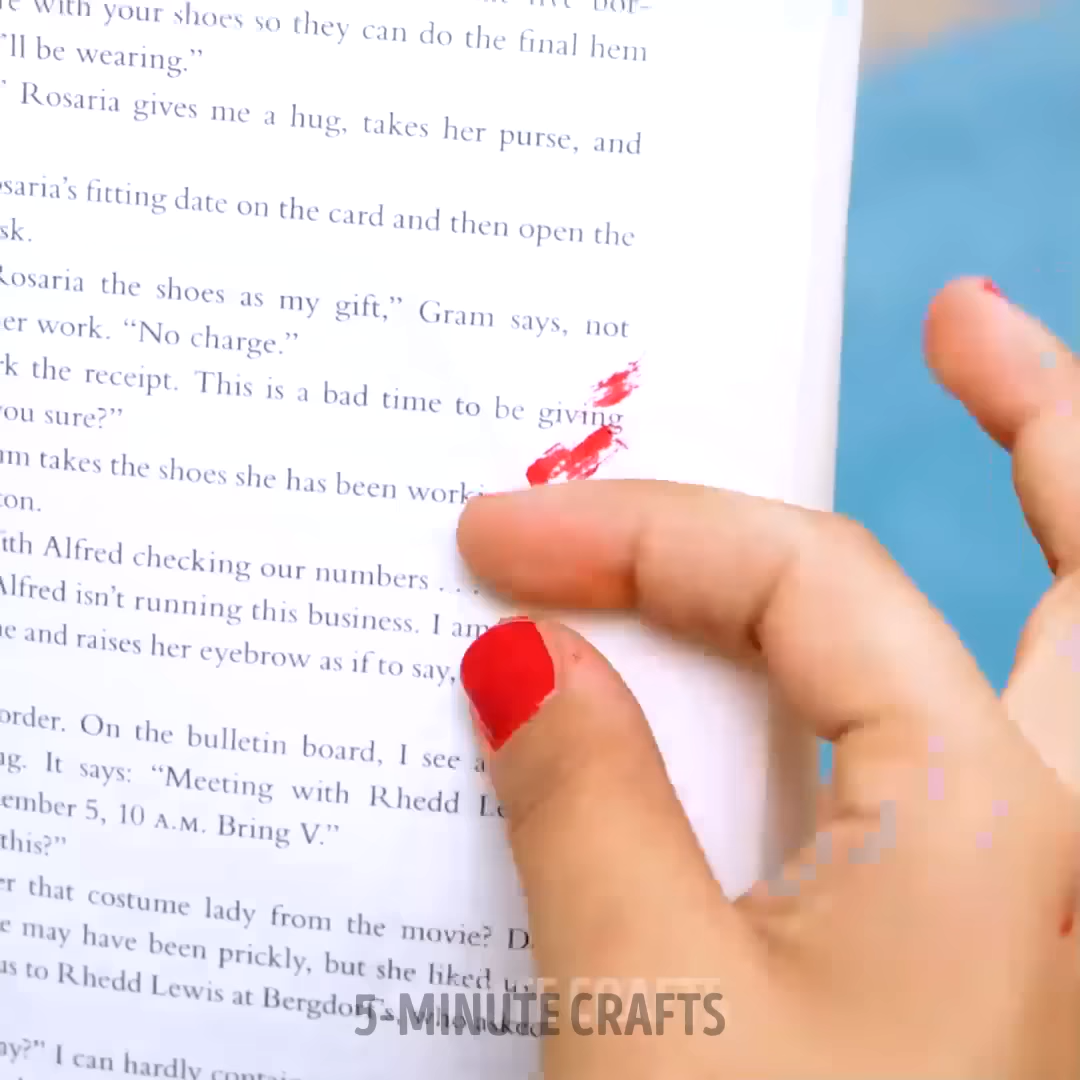 with your shoes so they can do the final hem
'll be wearing."
Rosaria gives me a hug, takes her purse, and
saria's fitting date on the card and then open the
sk.
Rosaria the shoes as my gift," Gram says, not
er work. "No charge."
k the receipt. This is a bad time to be giving
ou sure?"
m takes the shoes she has been work
ton.
ith Alfred checking our numbers . . .
Alfred isn't running this business. I am
e and raises her eyebrow as if to say,
order. On the bulletin board, I see a
ng. It says: "Meeting with Rhedd Le
ember 5, 10 A.M. Bring V."
this?"
er that costume lady from the movie? D
e may have been prickly, but she liked
us to Rhedd Lewis at Bergdorf's, who asked
ay?" I can hardly
5-MINUTE CRAFTS